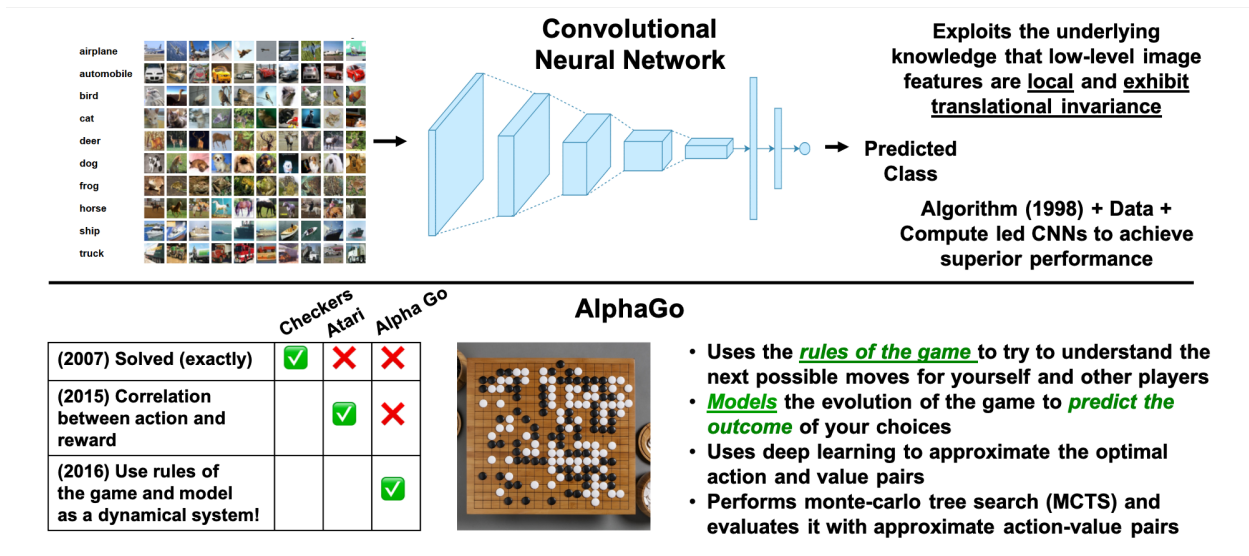 Convolutional
Neural Network
Exploits the underlying
knowledge that low-level image
features are local and exhibit
translational invariance
airplane
automobile
bird
cat
deer
dog
frog
horse
ship
truck
Predicted
Class
Algorithm (1998) + Data +
Compute led CNNs to achieve
superior performance
AlphaGo
Checkers
Atari
Alpha Go
(2007) Solved (exactly)
(2015) Correlation
between action and
reward
(2016) Use rules of
the game and model
as a dynamical system!
• Uses the rules of the game to try to understand the
next possible moves for yourself and other players
• Models the evolution of the game to predict the
outcome of your choices
• Uses deep learning to approximate the optimal
action and value pairs
• Performs monte-carlo tree search (MCTS) and
evaluates it with approximate action-value pairs